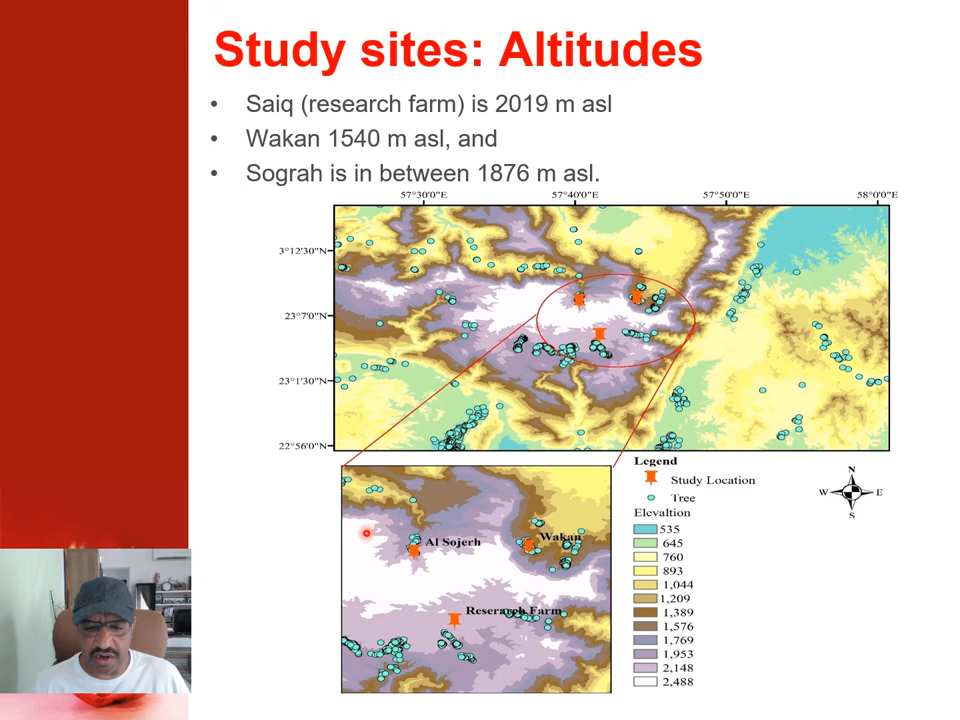 Study sites: Altitudes
• Saiq (research farm) is 2019 m asl
• Wakan 1540 m asl, and
• Sograh is in between 1876 m asl.
57°30'0"E 57°40'0"E 57°50'0"E 58°0'0"E
3°12'30"N
23°7'0"N
23°1'30"N
22°56'0"N
Al Sojerh
Wakan
Reserarch Farm
Legend
Study Location
Tree
Elevaltion
535
645
760
893
1,044
1,209
1,389
1,576
1,769
1,953
2,148
2,488
N
W E
S